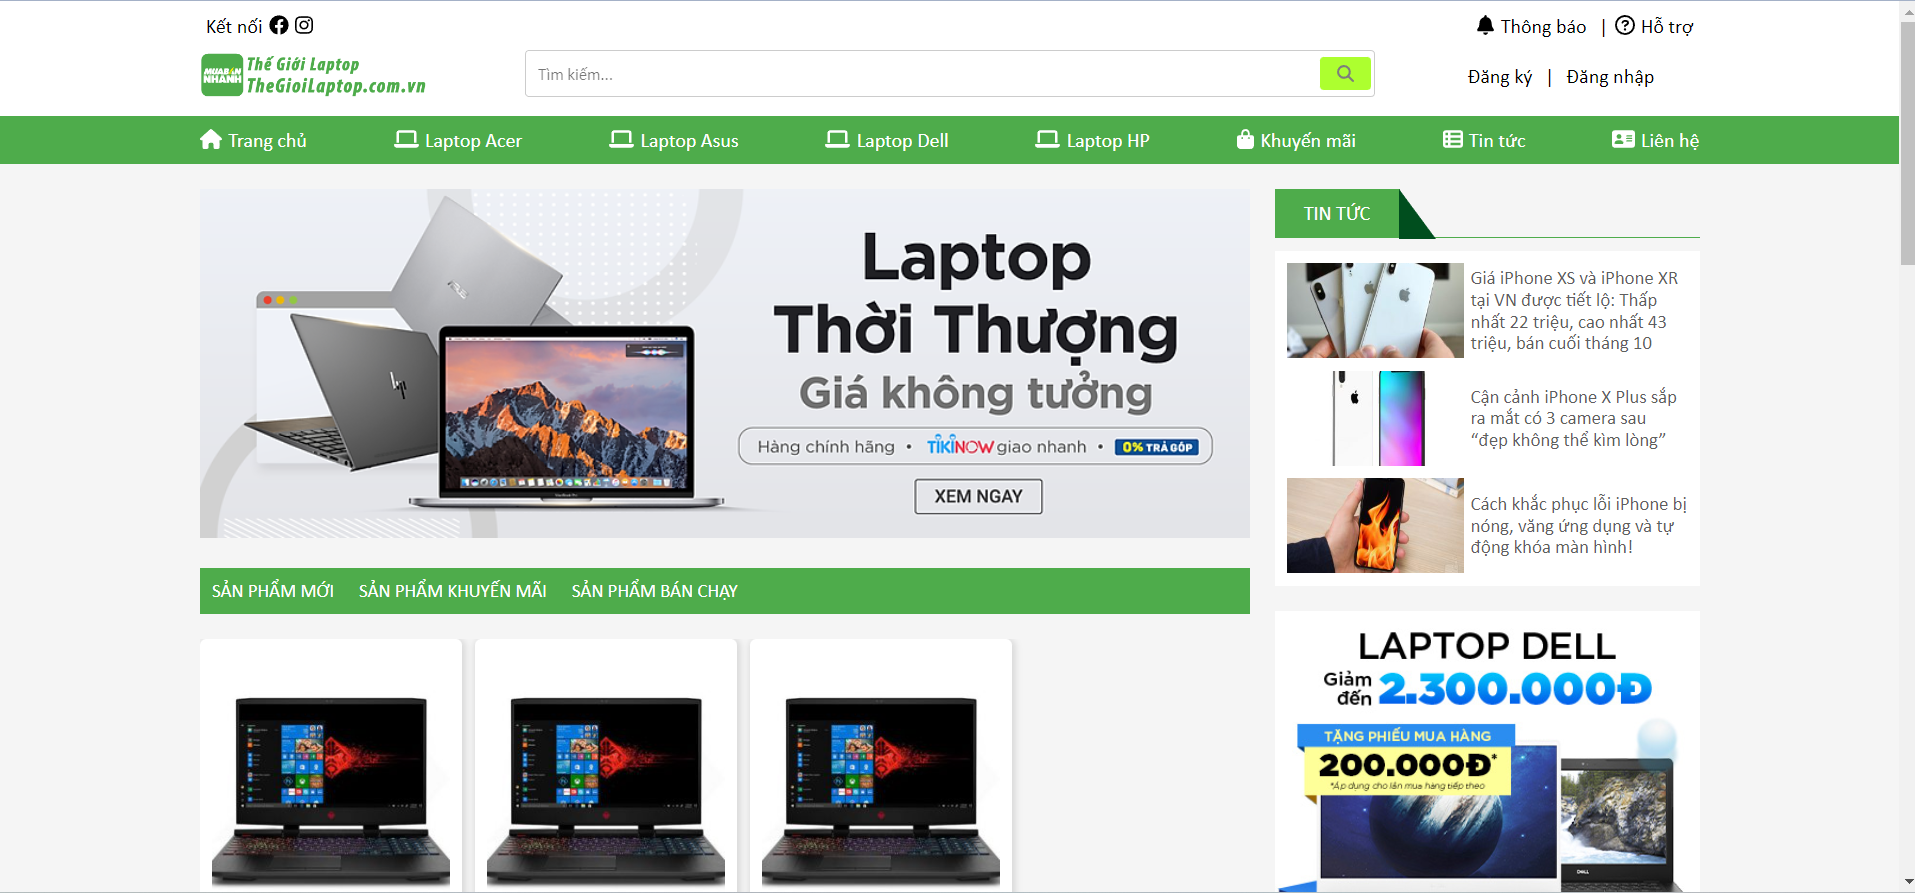 Kết nối
Thông báo | Hỗ trợ
MUABÁN
NHANH
Thế Giới Laptop
TheGioiLaptop.com.vn
Tìm kiếm...
Đăng ký | Đăng nhập
Trang chủ
Laptop Acer
Laptop Asus
Laptop Dell
Laptop HP
Khuyến mãi
Tin tức
Liên hệ
Laptop
Thời Thượng
Giá không tưởng
Hàng chính hãng • TIKINOW giao nhanh • 0% TRẢ GÓP
XEM NGAY
TIN TỨC
Giá iPhone XS và iPhone XR
tại VN được tiết lộ: Thấp
nhất 22 triệu, cao nhất 43
triệu, bán cuối tháng 10
Cận cảnh iPhone X Plus sắp
ra mắt có 3 camera sau
“đẹp không thể kìm lòng”
Cách khắc phục lỗi iPhone bị
nóng, văng ứng dụng và tự
động khóa màn hình!
SẢN PHẨM MỚI
SẢN PHẨM KHUYẾN MÃI
SẢN PHẨM BÁN CHẠY
LAPTOP DELL
Giảm
đến 2.300.000Đ
TẶNG PHIẾU MUA HÀNG
200.000Đ*
*Áp dụng cho lần mua hàng tiếp theo
DELL